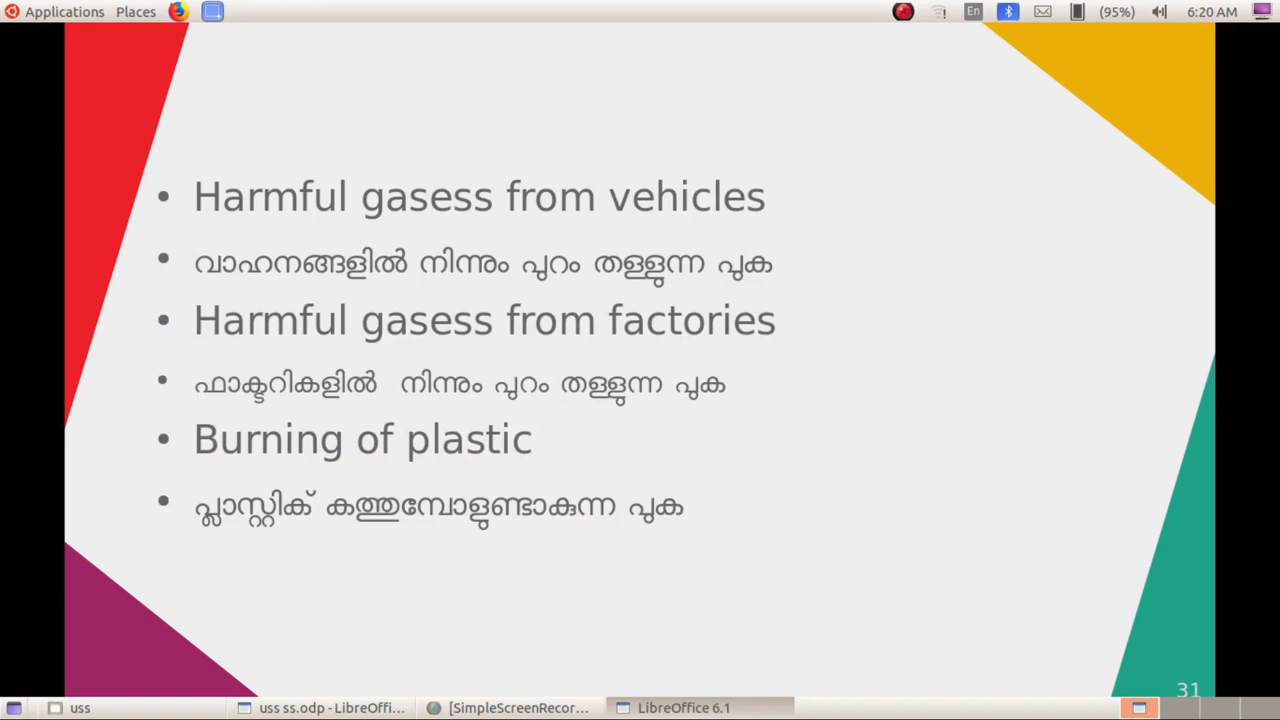 Applications Places En (95%) 6:20 AM
• Harmful gasess from vehicles
• വാഹനങ്ങളിൽ നിന്നും പുറം തള്ളുന്ന പുക
• Harmful gasess from factories
• ഫാക്ടറികളിൽ നിന്നും പുറം തള്ളുന്ന പുക
• Burning of plastic
• പ്ലാസ്റ്റിക് കത്തുമ്പോളുണ്ടാകുന്ന പുക
31
uss uss ss.odp - LibreOffi... [SimpleScreenRecor... LibreOffice 6.1